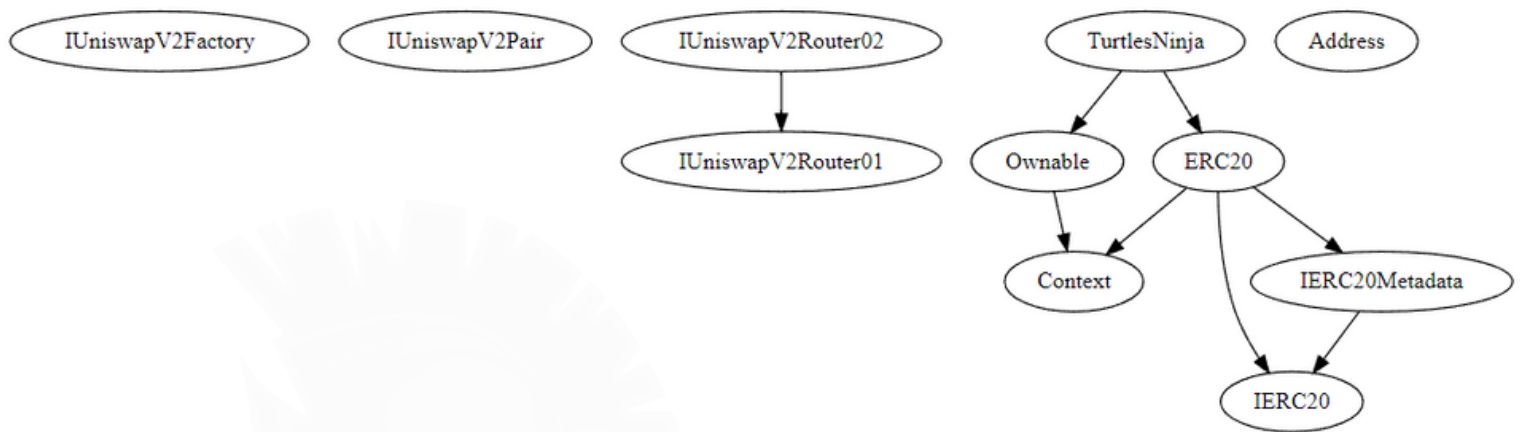 IUniswapV2Factory
IUniswapV2Pair
IUniswapV2Router02
TurtlesNinja
Address
IUniswapV2Router01
Ownable
ERC20
Context
IERC20Metadata
IERC20